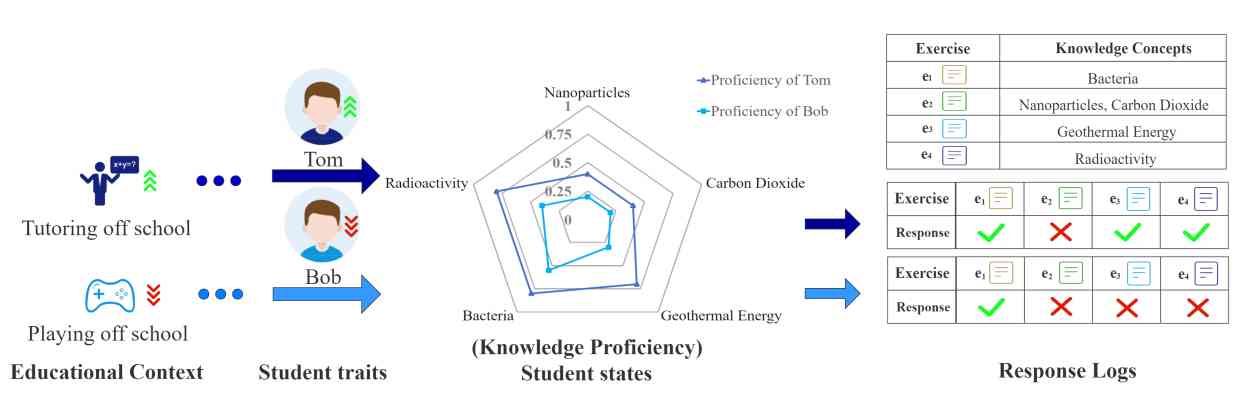 x+y=?
Tutoring off school
Playing off school
Educational Context
Tom
Bob
Student traits
Proficiency of Tom
Proficiency of Bob
Nanoparticles
1
0.75
0.5
0.25
0
Radioactivity
Carbon Dioxide
Bacteria
Geothermal Energy
(Knowledge Proficiency)
Student states
Exercise Knowledge Concepts
e1 Bacteria
e2 Nanoparticles, Carbon Dioxide
e3 Geothermal Energy
e4 Radioactivity
Exercise e1 e2 e3 e4
Response
Exercise e1 e2 e3 e4
Response
Response Logs